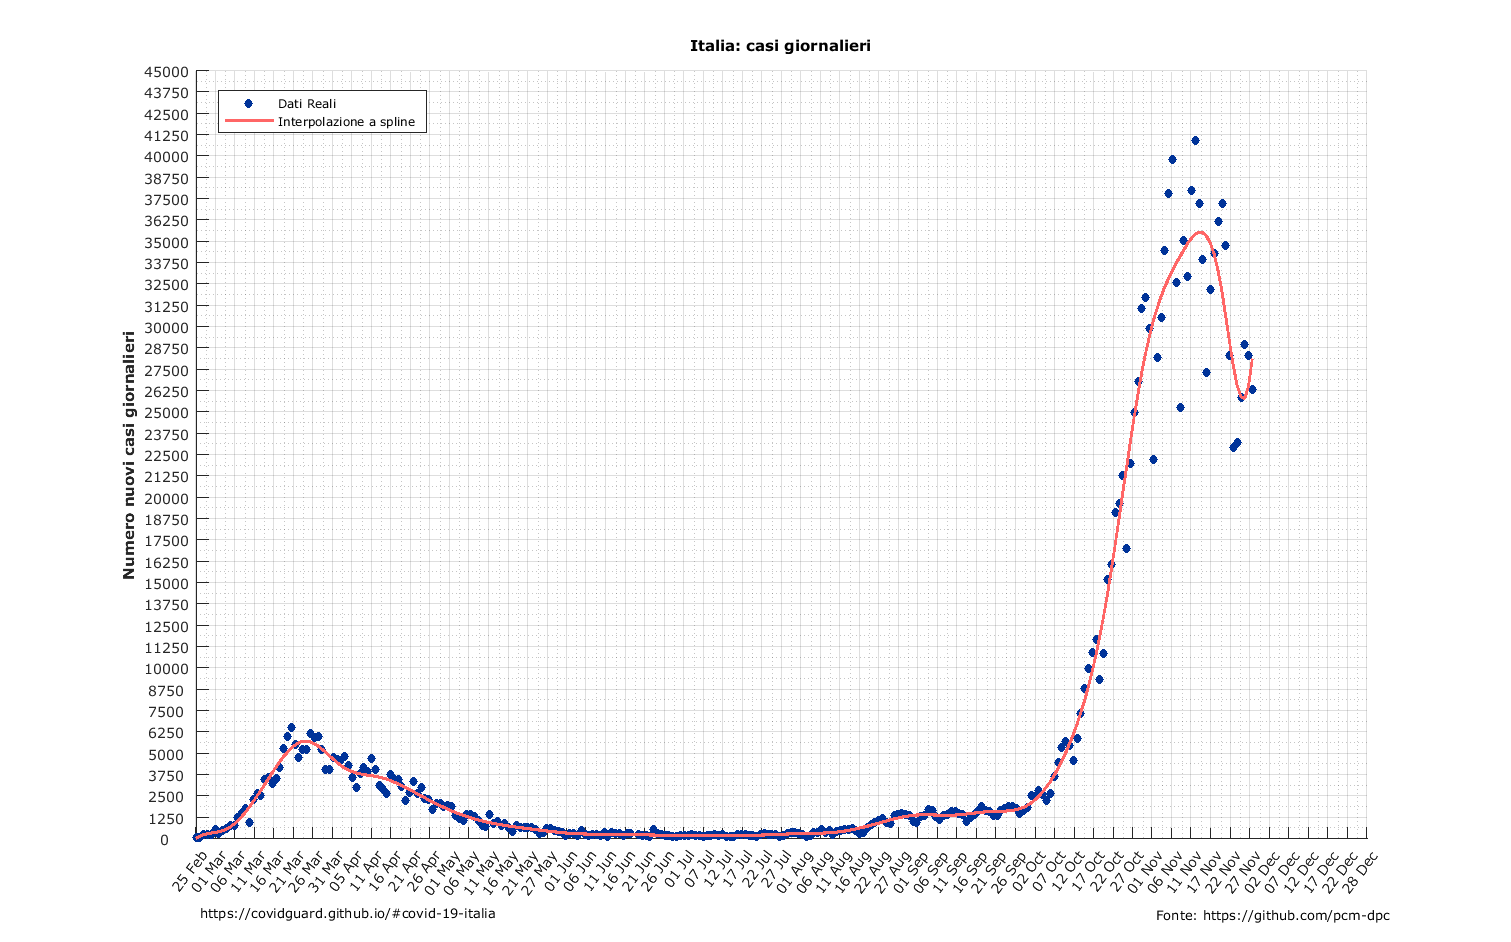 Italia: casi giornalieri
45000
43750
42500
41250
40000
38750
37500
36250
35000
33750
32500
31250
30000
28750
27500
26250
25000
23750
22500
21250
20000
18750
17500
16250
15000
13750
12500
11250
10000
8750
7500
6250
5000
3750
2500
1250
0
Numero nuovi casi giornalieri
Dati Reali
Interpolazione a spline
25 Feb
01 Mar
06 Mar
11 Mar
16 Mar
21 Mar
26 Mar
31 Mar
05 Apr
11 Apr
16 Apr
21 Apr
26 Apr
01 May
06 May
11 May
16 May
21 May
27 May
01 Jun
06 Jun
11 Jun
16 Jun
21 Jun
26 Jun
01 Jul
07 Jul
12 Jul
17 Jul
22 Jul
27 Jul
01 Aug
06 Aug
11 Aug
16 Aug
22 Aug
27 Aug
01 Sep
06 Sep
11 Sep
16 Sep
21 Sep
26 Sep
02 Oct
07 Oct
12 Oct
17 Oct
22 Oct
27 Oct
01 Nov
06 Nov
11 Nov
17 Nov
22 Nov
27 Nov
02 Dec
07 Dec
12 Dec
17 Dec
22 Dec
28 Dec
https://covidguard.github.io/#covid-19-italia
Fonte: https://github.com/pcm-dpc